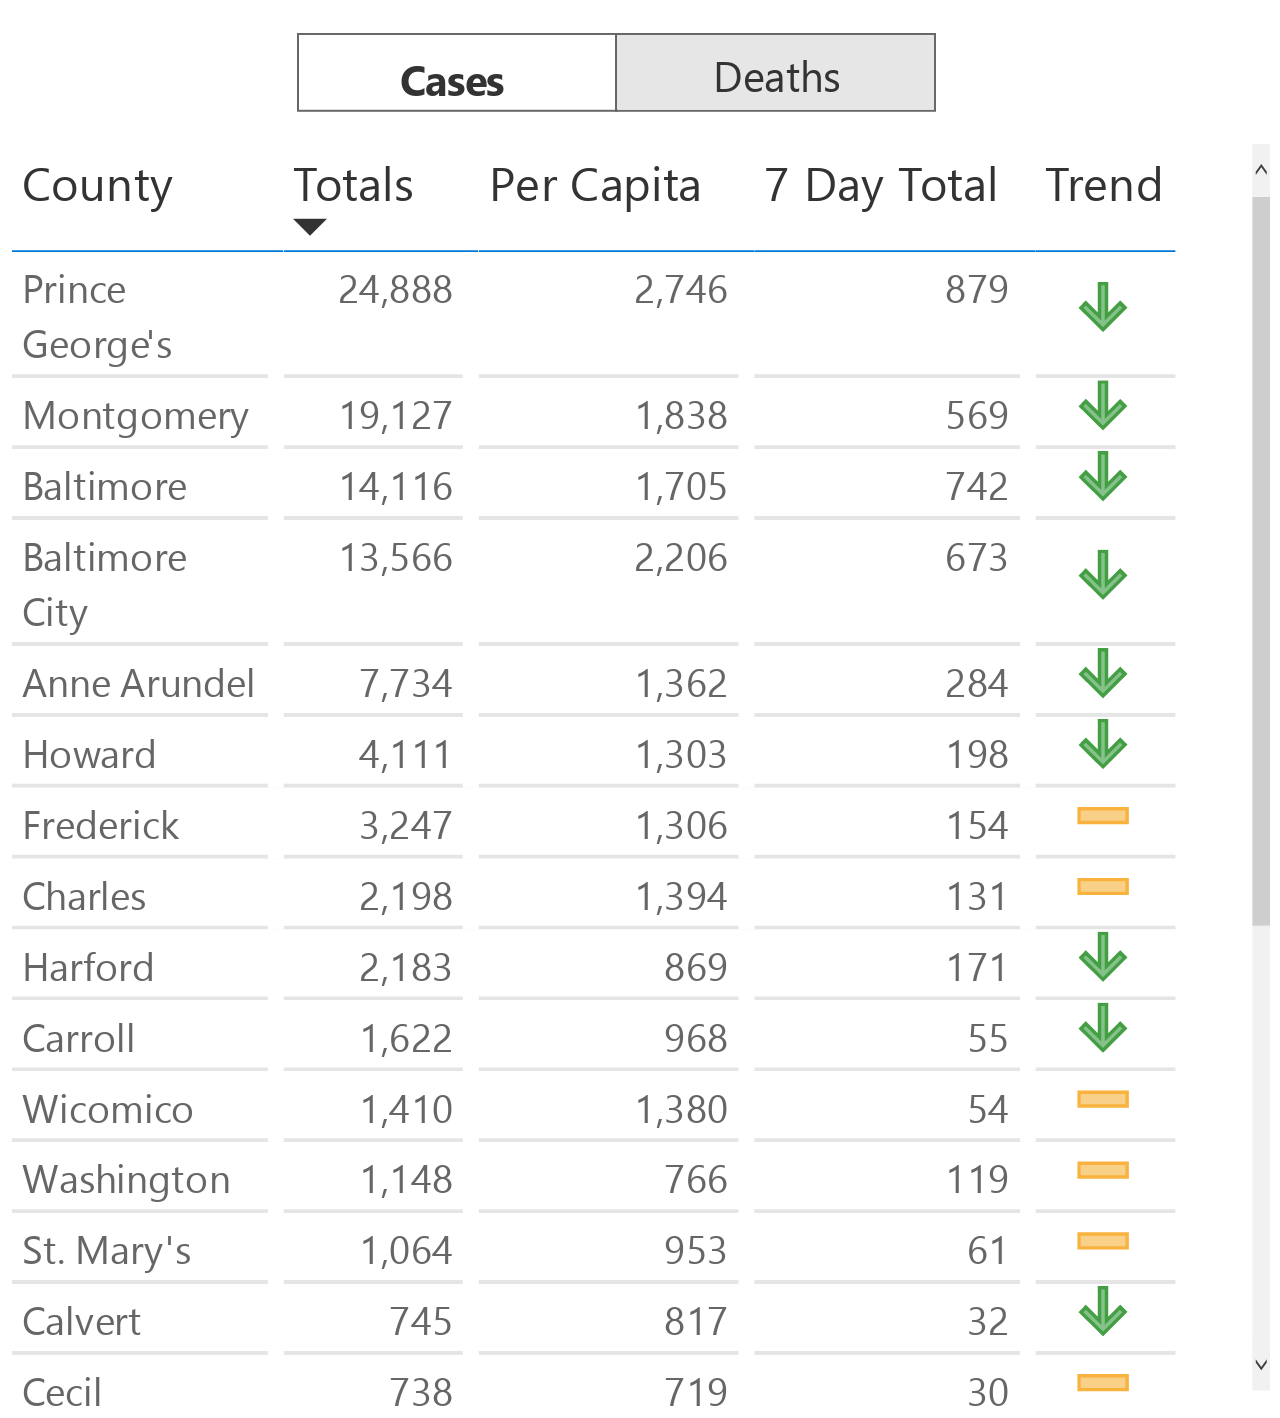 Cases Deaths
County Totals Per Capita 7 Day Total Trend
Prince 24,888 2,746 879
George's
Montgomery 19,127 1,838 569
Baltimore 14,116 1,705 742
Baltimore 13,566 2,206 673
City
Anne Arundel 7,734 1,362 284
Howard 4,111 1,303 198
Frederick 3,247 1,306 154
Charles 2,198 1,394 131
Harford 2,183 869 171
Carroll 1,622 968 55
Wicomico 1,410 1,380 54
Washington 1,148 766 119
St. Mary's 1,064 953 61
Calvert 745 817 32
Cecil 738 719 30